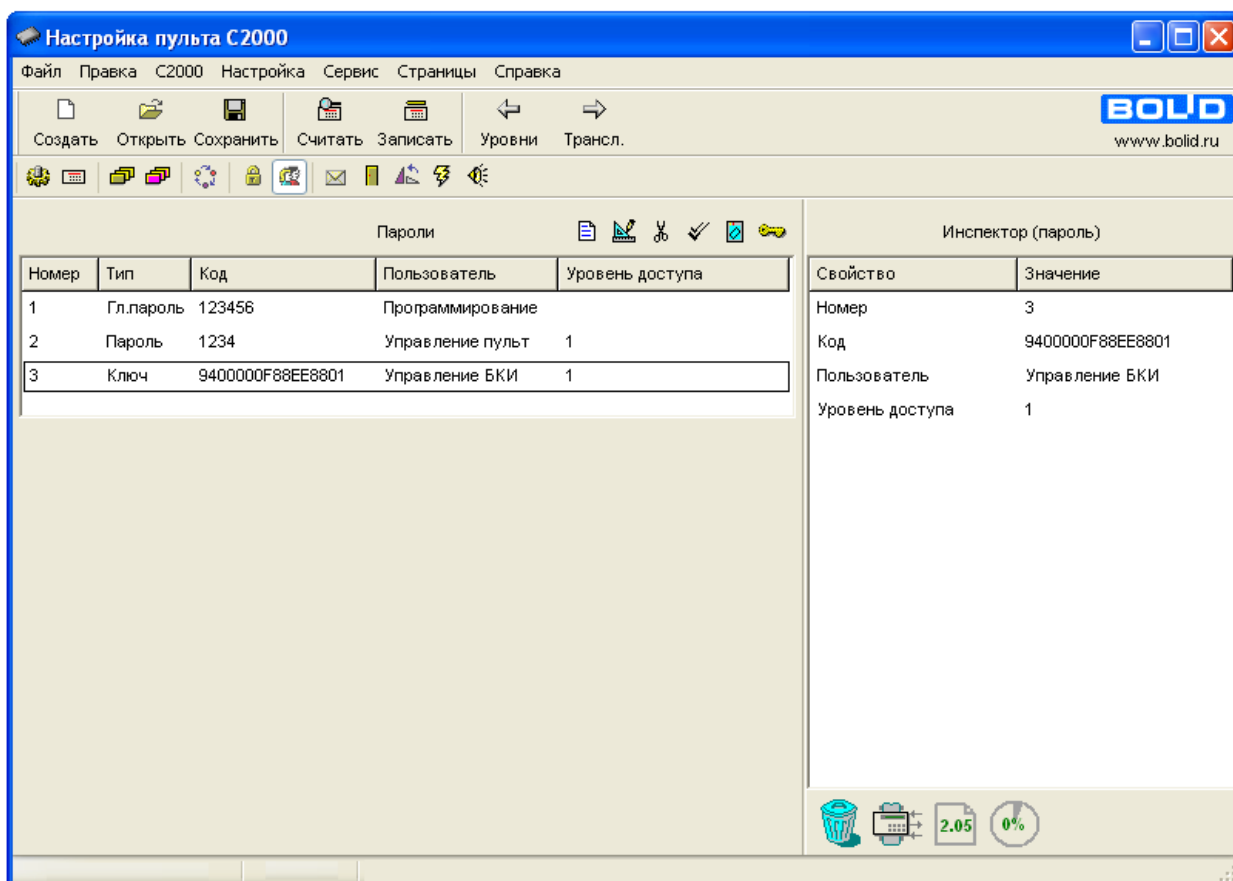 Настройка пульта С2000
Файл Правка С2000 Настройка Сервис Страницы Справка
Создать Открыть Сохранить Считать Записать Уровни Трансл.
BOLID
www.bolid.ru
Пароли
Номер Тип Код Пользователь Уровень доступа
1 Гл.пароль 123456 Программирование
2 Пароль 1234 Управление пульт 1
3 Ключ 9400000F88EE8801 Управление БКИ 1
Инспектор (пароль)
Свойство Значение
Номер 3
Код 9400000F88EE8801
Пользователь Управление БКИ
Уровень доступа 1
2.05 0%